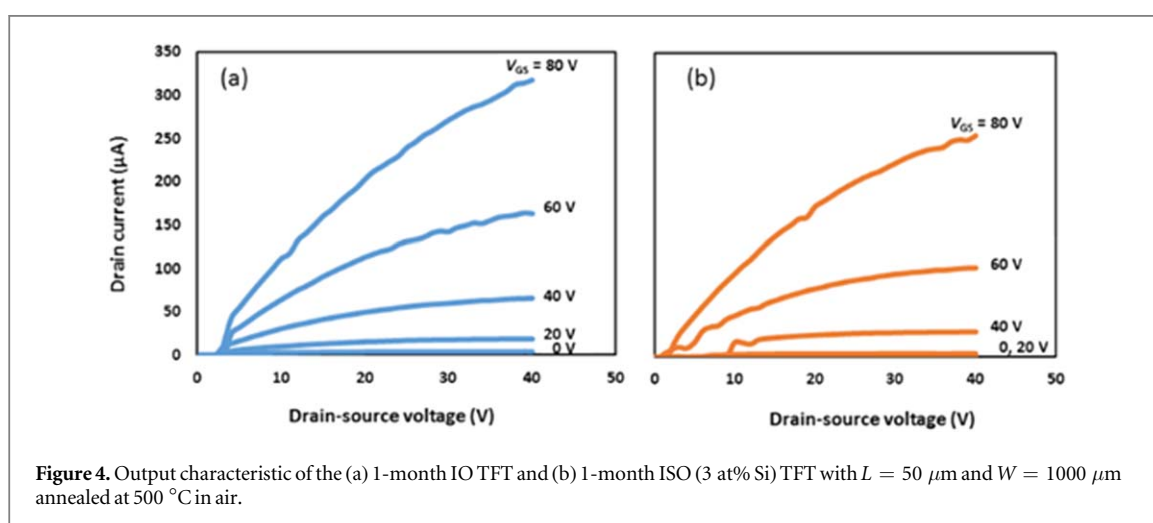 350
300
250
200
150
100
50
0
Drain current (µA)
(a)
V_GS = 80 V
60 V
40 V
20 V
0 V
0 10 20 30 40 50
Drain-source voltage (V)
(b)
V_GS = 80 V
60 V
40 V
0, 20 V
0 10 20 30 40 50
Drain-source voltage (V)
Figure 4. Output characteristic of the (a) 1-month IO TFT and (b) 1-month ISO (3 at% Si) TFT with L = 50 μm and W = 1000 μm
annealed at 500 °C in air.